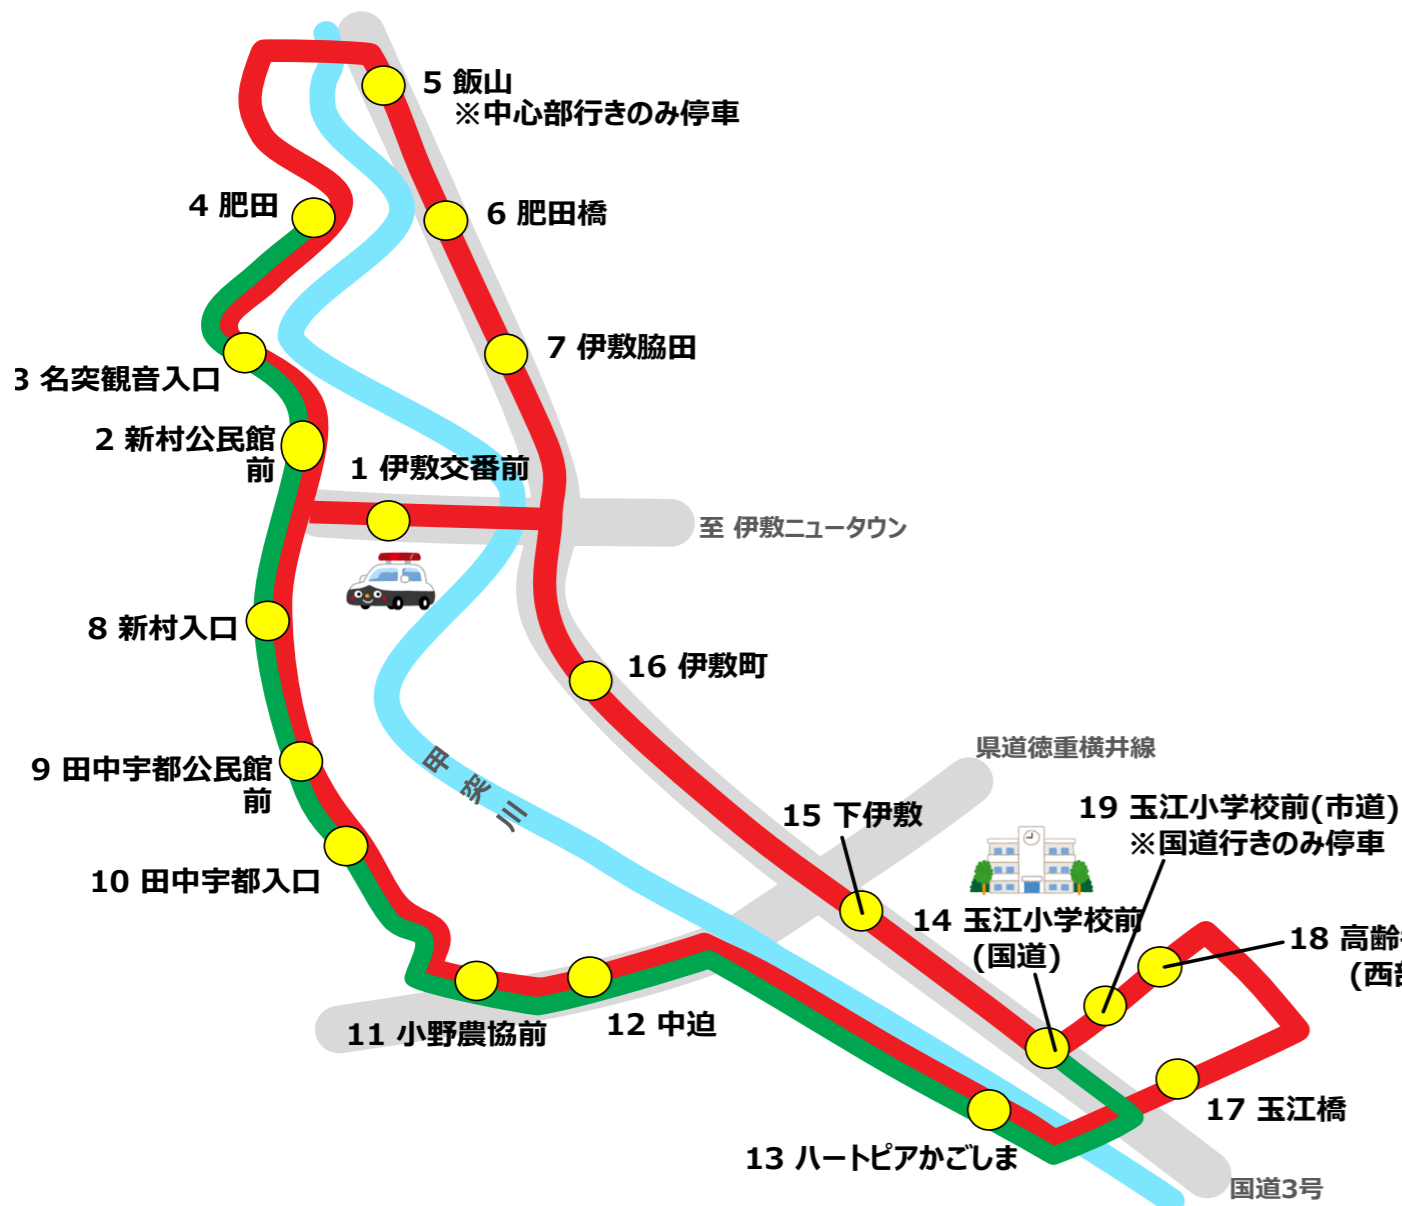 5 飯山
※中心部行きのみ停車
4 肥田
6 肥田橋
7 伊敷脇田
3 名突観音入口
2 新村公民館
前
1 伊敷交番前
至 伊敷ニュータウン
8 新村入口
16 伊敷町
9 田中宇都公民館
前
甲突川
県道徳重横井線
15 下伊敷
19 玉江小学校前(市道)
※国道行きのみ停車
10 田中宇都入口
14 玉江小学校前
(国道)
18 高齢
(西
11 小野農協前
12 中迫
17 玉江橋
13 ハートピアかごしま
国道3号